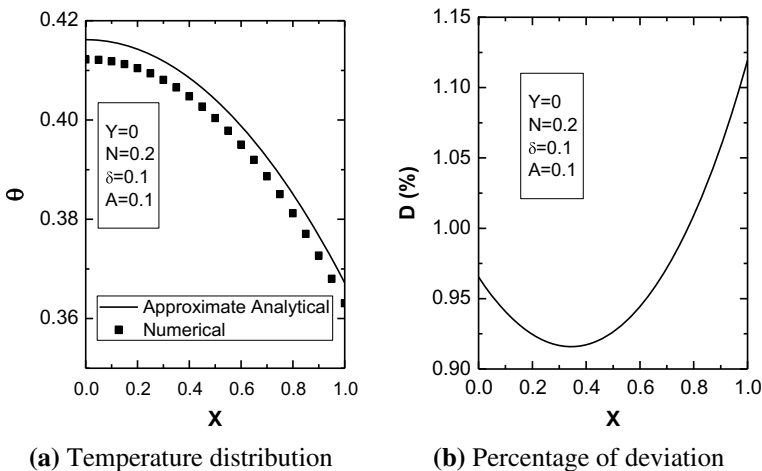 0.42
0.40
0.38
0.36
θ
Y=0
N=0.2
δ=0.1
A=0.1
Approximate Analytical
Numerical
0.0 0.2 0.4 0.6 0.8 1.0
X
(a) Temperature distribution
1.15
1.10
1.05
1.00
0.95
0.90
D (%)
Y=0
N=0.2
δ=0.1
A=0.1
0.0 0.2 0.4 0.6 0.8 1.0
X
(b) Percentage of deviation